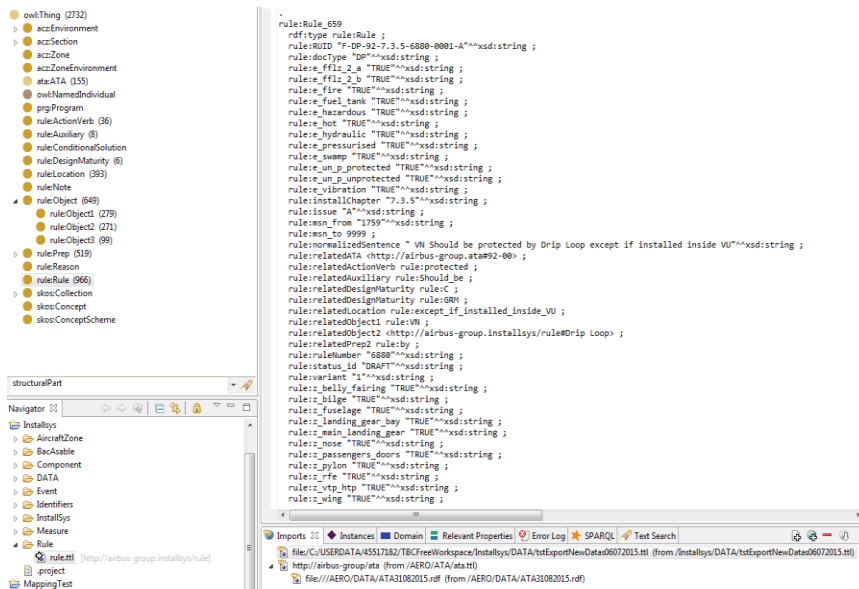 owl:Thing (2732)
acz:Environment
acz:Section
acz:Zone
acz:ZoneEnvironment
ata:ATA (155)
owl:NamedIndividual
prg:Program
rule:ActionVerb (36)
rule:Auxiliary (8)
rule:ConditionalSolution
rule:DesignMaturity (6)
rule:Location (393)
rule:Note
rule:Object (649)
rule:Object1 (279)
rule:Object2 (271)
rule:Object3 (99)
rule:Prep (519)
rule:Reason
rule:Rule (966)
skos:Collection
skos:Concept
skos:ConceptScheme
structuralPart
Navigator
Installsys
AircraftZone
BacAsable
Component
DATA
Event
Identifiers
InstallSys
Measure
Rule
rule.ttl [http://airbus-group.installsys/rule]
.project
MappingTest
.
rule:Rule_659
rdf:type rule:Rule ;
rule:RUID "F-DP-92-7.3.5-6880-0001-A"^^xsd:string ;
rule:docType "DP"^^xsd:string ;
rule:e_fflz_2_a "TRUE"^^xsd:string ;
rule:e_fflz_2_b "TRUE"^^xsd:string ;
rule:e_fire "TRUE"^^xsd:string ;
rule:e_fuel_tank "TRUE"^^xsd:string ;
rule:e_hazardous "TRUE"^^xsd:string ;
rule:e_hot "TRUE"^^xsd:string ;
rule:e_hydraulic "TRUE"^^xsd:string ;
rule:e_pressurised "TRUE"^^xsd:string ;
rule:e_swamp "TRUE"^^xsd:string ;
rule:e_un_p_protected "TRUE"^^xsd:string ;
rule:e_un_p_unprotected "TRUE"^^xsd:string ;
rule:e_vibration "TRUE"^^xsd:string ;
rule:installChapter "7.3.5"^^xsd:string ;
rule:issue "A"^^xsd:string ;
rule:msn_from "1759"^^xsd:string ;
rule:msn_to 9999 ;
rule:normalizedSentence " VN Should be protected by Drip Loop except if installed inside VU"^^xsd:string ;
rule:relatedATA <http://airbus-group.ata#92-00> ;
rule:relatedActionVerb rule:protected ;
rule:relatedAuxiliary rule:Should_be ;
rule:relatedDesignMaturity rule:C ;
rule:relatedDesignMaturity rule:GRM ;
rule:relatedLocation rule:except_if_installed_inside_VU ;
rule:relatedObject1 rule:VN ;
rule:relatedObject2 <http://airbus-group.installsys/rule#Drip Loop> ;
rule:relatedPrep2 rule:by ;
rule:ruleNumber "6880"^^xsd:string ;
rule:status_id "DRAFT"^^xsd:string ;
rule:variant "1"^^xsd:string ;
rule:z_belly_fairing "TRUE"^^xsd:string ;
rule:z_bilge "TRUE"^^xsd:string ;
rule:z_fuselage "TRUE"^^xsd:string ;
rule:z_landing_gear_bay "TRUE"^^xsd:string ;
rule:z_main_landing_gear "TRUE"^^xsd:string ;
rule:z_nose "TRUE"^^xsd:string ;
rule:z_passengers_doors "TRUE"^^xsd:string ;
rule:z_pylon "TRUE"^^xsd:string ;
rule:z_rfe "TRUE"^^xsd:string ;
rule:z_vtp_htp "TRUE"^^xsd:string ;
rule:z_wing "TRUE"^^xsd:string ;
Imports Instances Domain Relevant Properties Error Log SPARQL Text Search
file:/C:/USERDATA/45517182/TBCFreeWorkspace/Installsys/DATA/tstExportNewDatas06072015.ttl (from /Installsys/DATA/tstExportNewDatas06072015.ttl)
http://airbus-group/ata (from /AERO/ATA/ata.ttl)
file:///AERO/DATA/ATA31082015.rdf (from /AERO/DATA/ATA31082015.rdf)